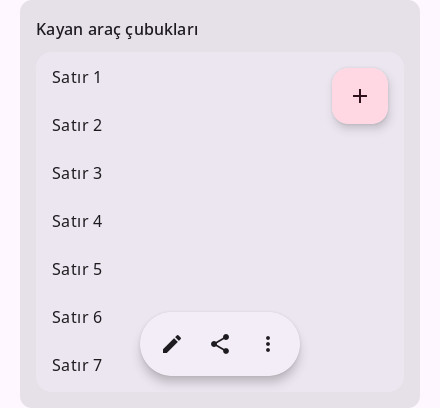 Kayan araç çubukları
Satır 1
Satır 2
Satır 3
Satır 4
Satır 5
Satır 6
Satır 7